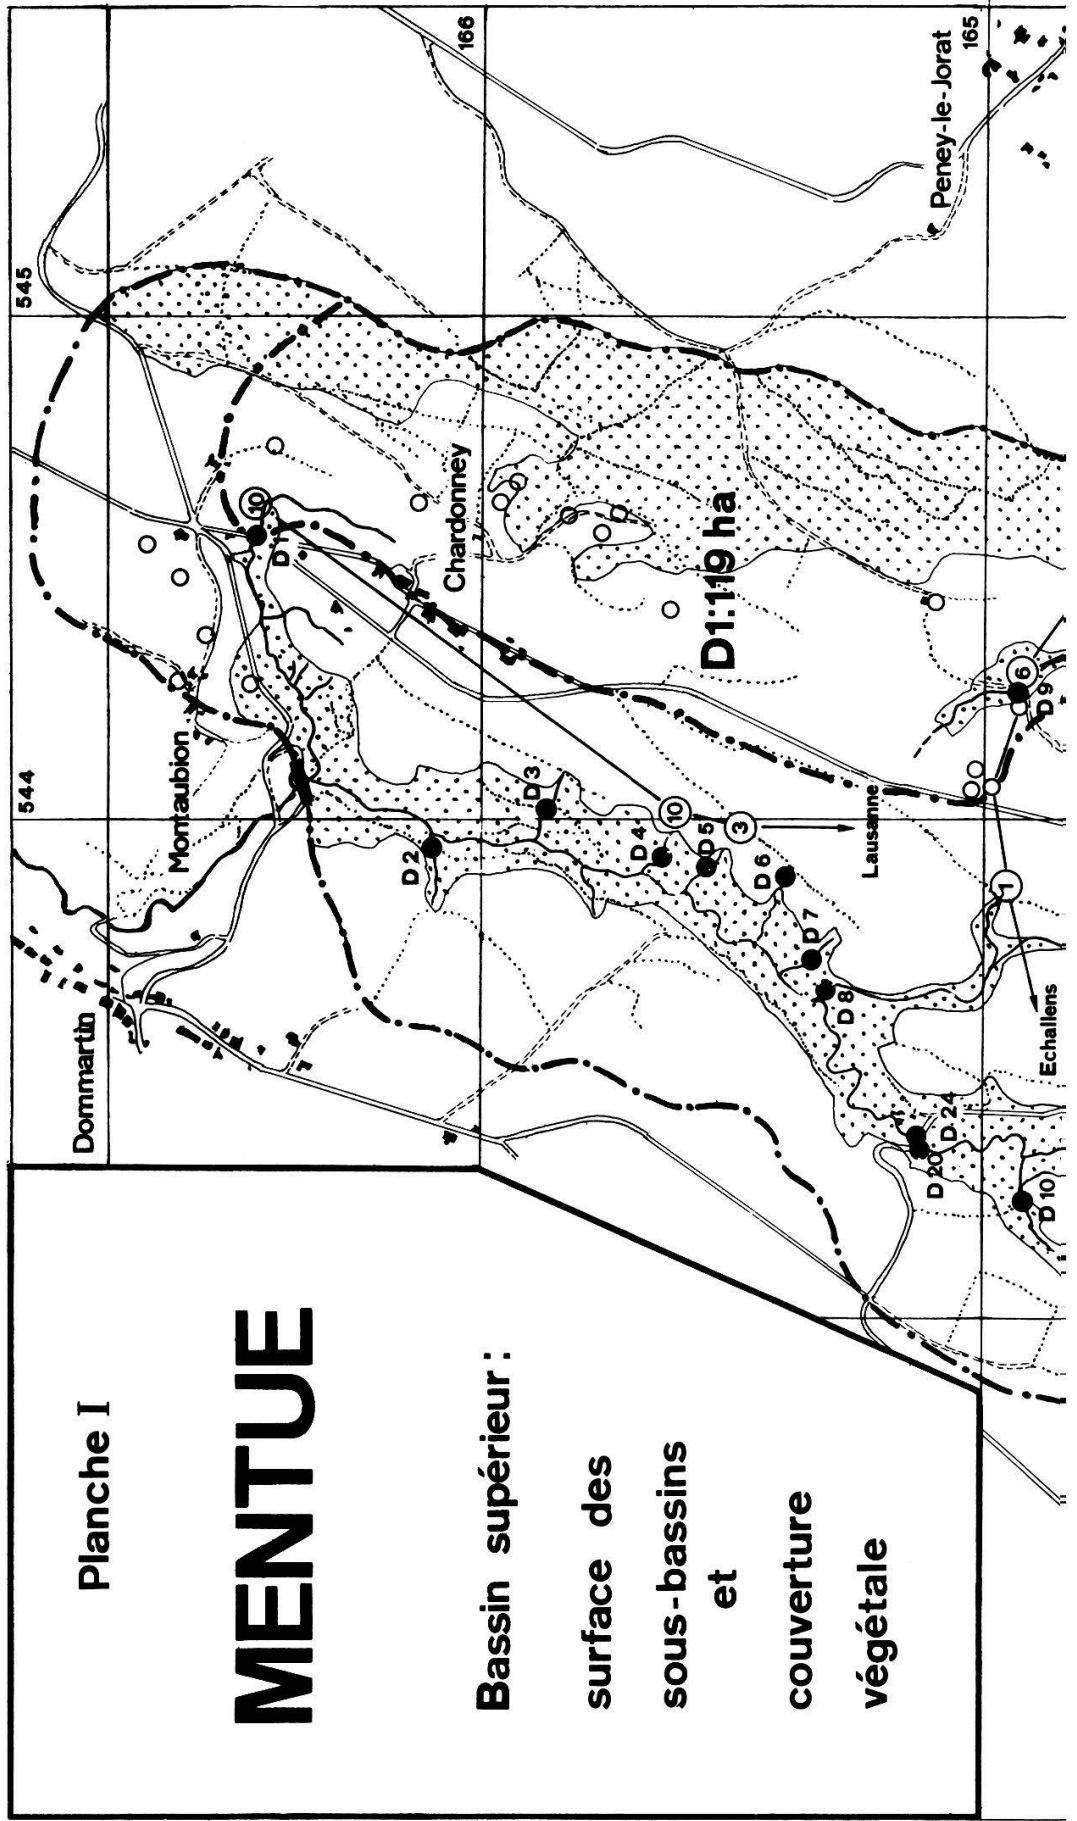 Planche I
MENTUE
Bassin supérieur :
surface des
sous-bassins
et
couverture
végétale
544
545
166
165
Dommartin
Montaubion
Chardonney
Peney-le-Jorat
D1:119 ha
10
D 1
D 2
D 3
D 4
10
D 5
3
D 6
Lausanne
D 7
D 8
6
D 9
1
Echallens
D 24
D 20
D 10